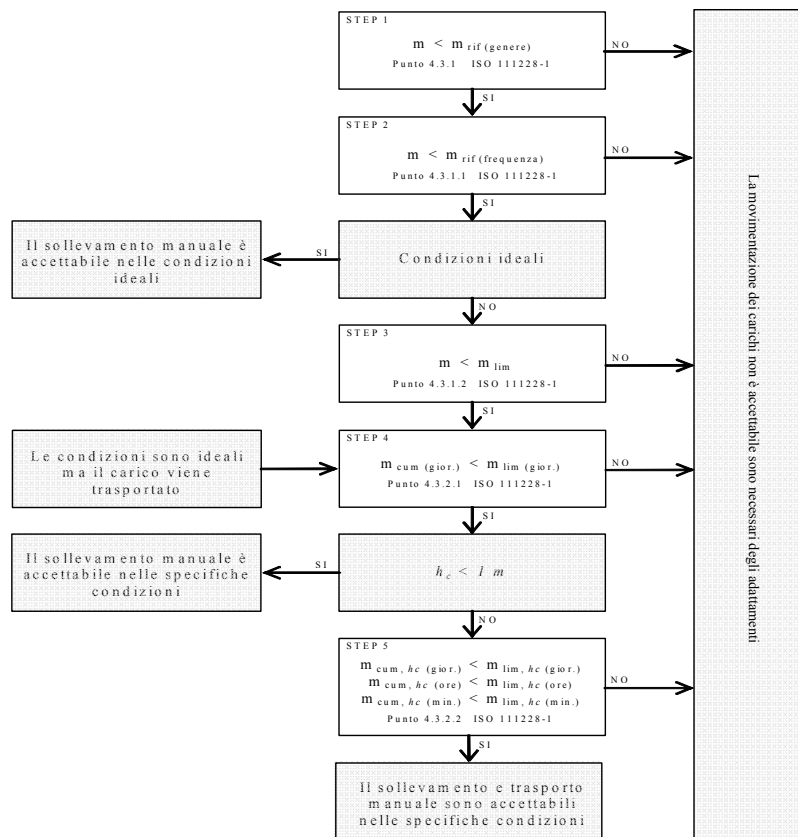 STEP 1
m < m rif (genere)
Punto 4.3.1 ISO 111228-1
NO
SI
STEP 2
m < m rif (frequenza)
Punto 4.3.1.1 ISO 111228-1
NO
SI
Il sollevamento manuale è
accettabile nelle condizioni
ideali
SI
Condizioni ideali
NO
STEP 3
m < m lim
Punto 4.3.1.2 ISO 111228-1
NO
SI
Le condizioni sono ideali
ma il carico viene
trasportato
STEP 4
m cum (gior.) < m lim (gior.)
Punto 4.3.2.1 ISO 111228-1
NO
SI
Il sollevamento manuale è
accettabile nelle specifiche
condizioni
SI
h c < 1 m
NO
STEP 5
m cum, hc (gior.) < m lim, hc (gior.)
m cum, hc (ore) < m lim, hc (ore)
m cum, hc (min.) < m lim, hc (min.)
Punto 4.3.2.2 ISO 111228-1
NO
SI
Il sollevamento e trasporto
manuale sono accettabili
nelle specifiche condizioni
La movimentazione dei carichi non è accettabile sono necessari degli adattamenti